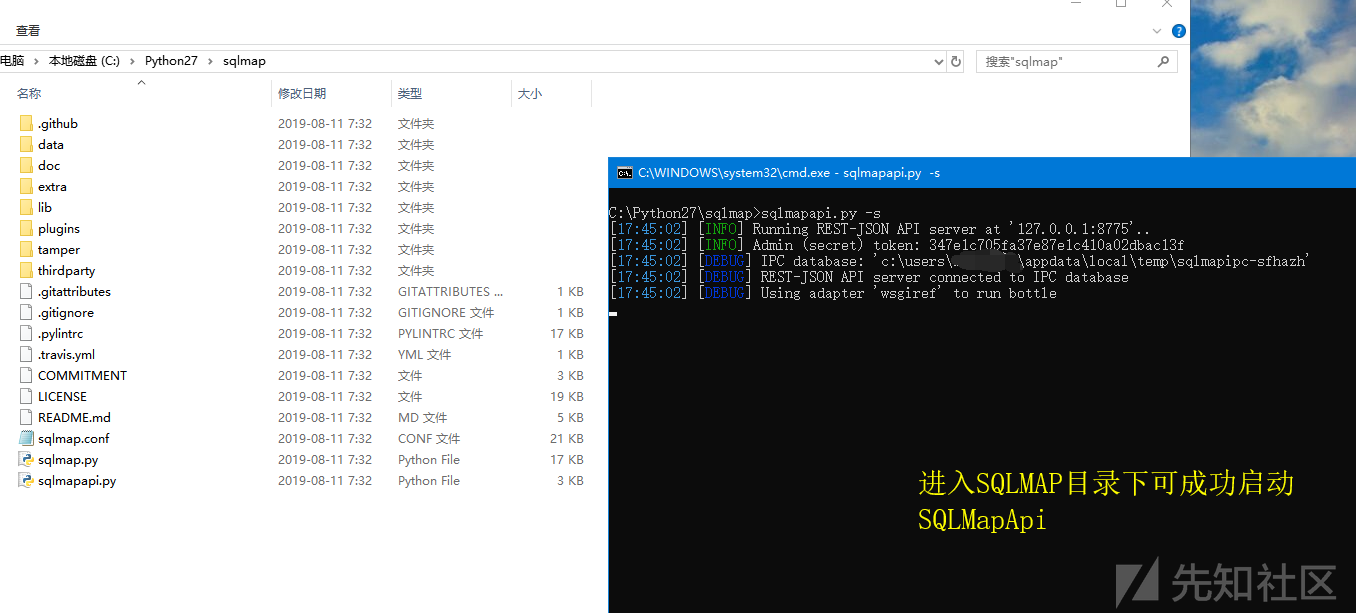 查看
电脑 › 本地磁盘 (C:) › Python27 › sqlmap
搜索"sqlmap"
名称 修改日期 类型 大小
.github 2019-08-11 7:32 文件夹
data 2019-08-11 7:32 文件夹
doc 2019-08-11 7:32 文件夹
extra 2019-08-11 7:32 文件夹
lib 2019-08-11 7:32 文件夹
plugins 2019-08-11 7:32 文件夹
tamper 2019-08-11 7:32 文件夹
thirdparty 2019-08-11 7:32 文件夹
.gitattributes 2019-08-11 7:32 GITATTRIBUTES ... 1 KB
.gitignore 2019-08-11 7:32 GITIGNORE 文件 1 KB
.pylintrc 2019-08-11 7:32 PYLINTRC 文件 17 KB
.travis.yml 2019-08-11 7:32 YML 文件 1 KB
COMMITMENT 2019-08-11 7:32 文件 3 KB
LICENSE 2019-08-11 7:32 文件 19 KB
README.md 2019-08-11 7:32 MD 文件 5 KB
sqlmap.conf 2019-08-11 7:32 CONF 文件 21 KB
sqlmap.py 2019-08-11 7:32 Python File 17 KB
sqlmapapi.py 2019-08-11 7:32 Python File 3 KB
C:\WINDOWS\system32\cmd.exe - sqlmapapi.py -s
C:\Python27\sqlmap>sqlmapapi.py -s
[17:45:02] [INFO] Running REST-JSON API server at '127.0.0.1:8775'..
[17:45:02] [INFO] Admin (secret) token: 347e1c705fa37e87e1c410a02dbac13f
[17:45:02] [DEBUG] IPC database: 'c:\users\ \appdata\local\temp\sqlmapipc-sfhazh'
[17:45:02] [DEBUG] REST-JSON API server connected to IPC database
[17:45:02] [DEBUG] Using adapter 'wsgiref' to run bottle
进入SQLMAP目录下可成功启动
SQLMapApi
先知社区